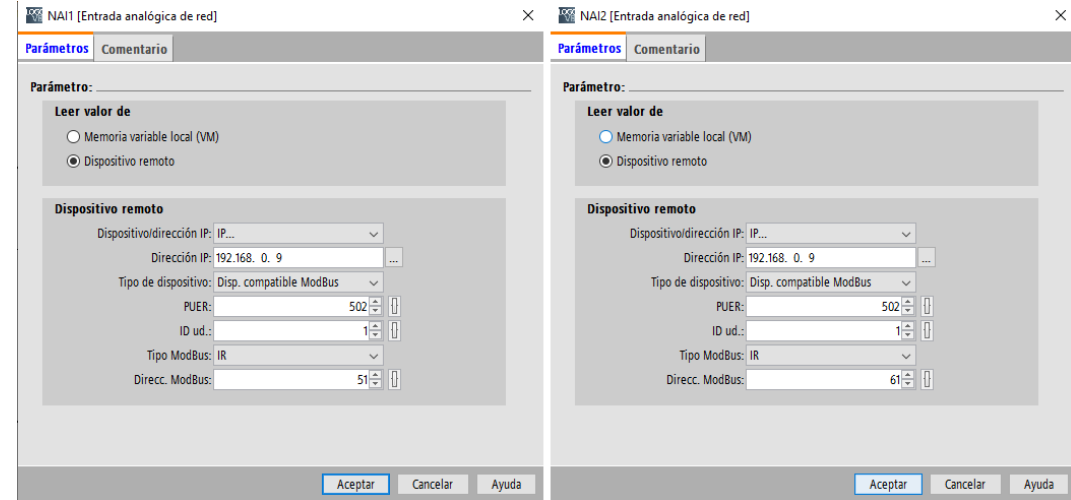 NAI1 [Entrada analógica de red]
Parámetros Comentario
Parámetro:
Leer valor de
Memoria variable local (VM)
Dispositivo remoto
Dispositivo remoto
Dispositivo/dirección IP: IP...
Dirección IP: 192.168. 0. 9 ...
Tipo de dispositivo: Disp. compatible ModBus
PUER: 502
ID ud.: 1
Tipo ModBus: IR
Direcc. ModBus: 51
Aceptar Cancelar Ayuda
NAI2 [Entrada analógica de red]
Parámetros Comentario
Parámetro:
Leer valor de
Memoria variable local (VM)
Dispositivo remoto
Dispositivo remoto
Dispositivo/dirección IP: IP...
Dirección IP: 192.168. 0. 9 ...
Tipo de dispositivo: Disp. compatible ModBus
PUER: 502
ID ud.: 1
Tipo ModBus: IR
Direcc. ModBus: 61
Aceptar Cancelar Ayuda